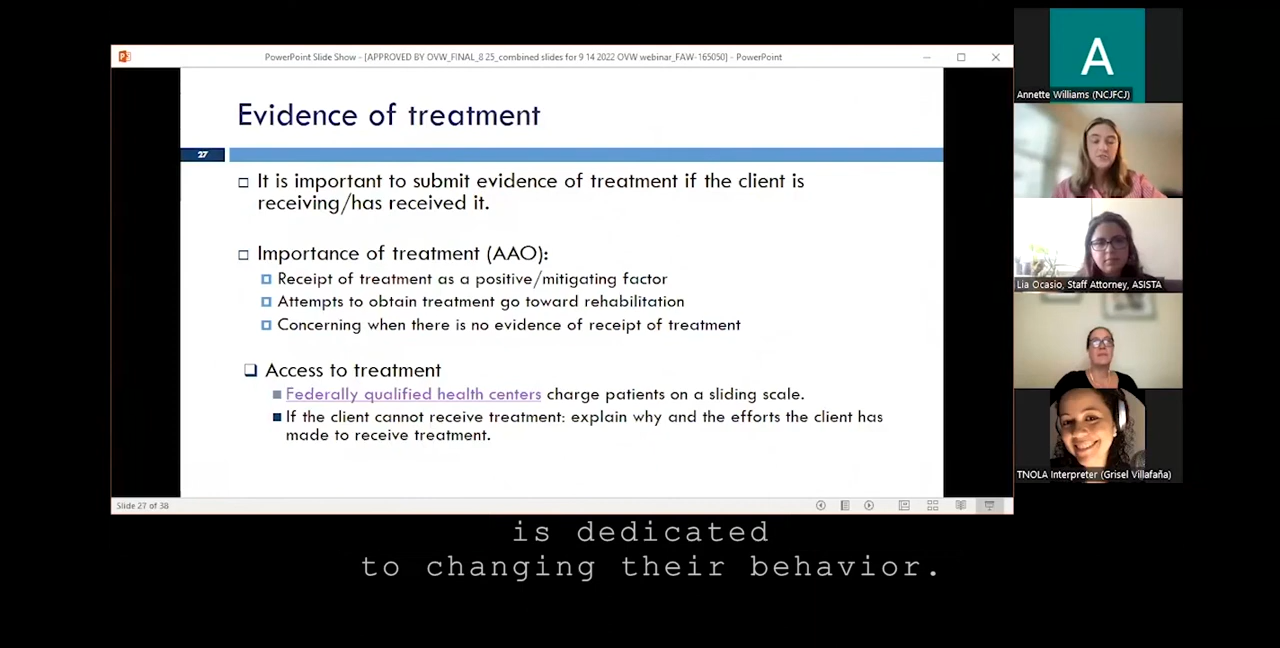 PowerPoint Slide Show - [APPROVED BY OVW_FINAL_8 25_combined slides for 9 14 2022 OVW webinar_FAW-165050] - PowerPoint
A
Annette Williams (NCJFCJ)
Evidence of treatment
27
It is important to submit evidence of treatment if the client is
receiving/has received it.
Importance of treatment (AAO):
Receipt of treatment as a positive/mitigating factor
Attempts to obtain treatment go toward rehabilitation
Concerning when there is no evidence of receipt of treatment
Access to treatment
Federally qualified health centers charge patients on a sliding scale.
If the client cannot receive treatment: explain why and the efforts the client has
made to receive treatment.
Lia Ocasio, Staff Attorney, ASISTA
TNOLA Interpreter (Grisel Villafaña)
Slide 27 of 38
is dedicated
to changing their behavior.